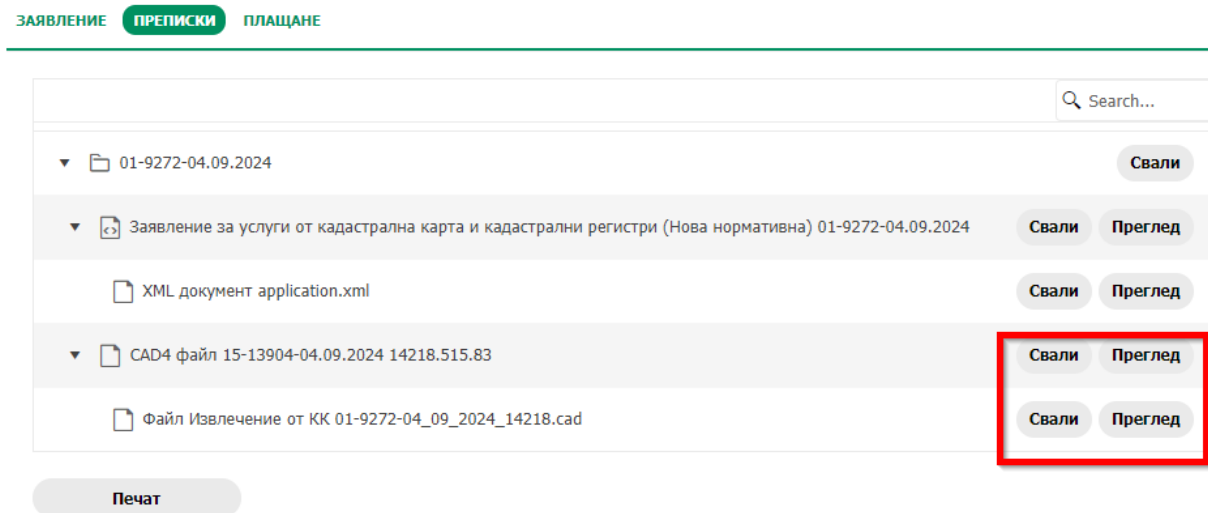 ЗАЯВЛЕНИЕ ПРЕПИСКИ ПЛАЩАНЕ
Search...
01-9272-04.09.2024 Свали
Заявление за услуги от кадастрална карта и кадастрални регистри (Нова нормативна) 01-9272-04.09.2024 Свали Преглед
XML документ application.xml Свали Преглед
CAD4 файл 15-13904-04.09.2024 14218.515.83 Свали Преглед
Файл Извлечение от КК 01-9272-04_09_2024_14218.cad Свали Преглед
Печат